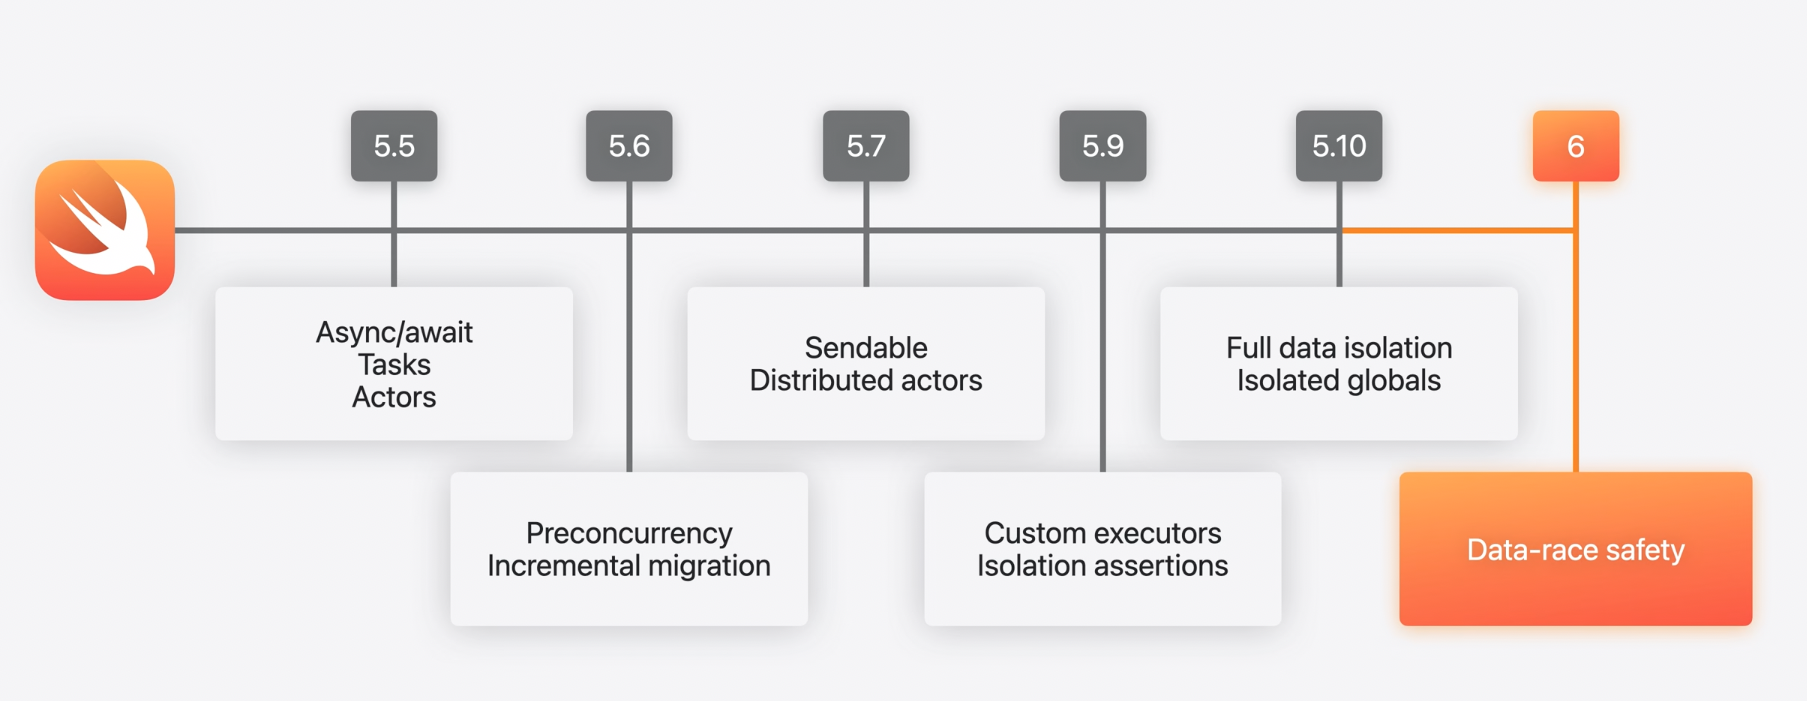 5.5
5.6
5.7
5.9
5.10
6
Async/await
Tasks
Actors
Sendable
Distributed actors
Full data isolation
Isolated globals
Preconcurrency
Incremental migration
Custom executors
Isolation assertions
Data-race safety